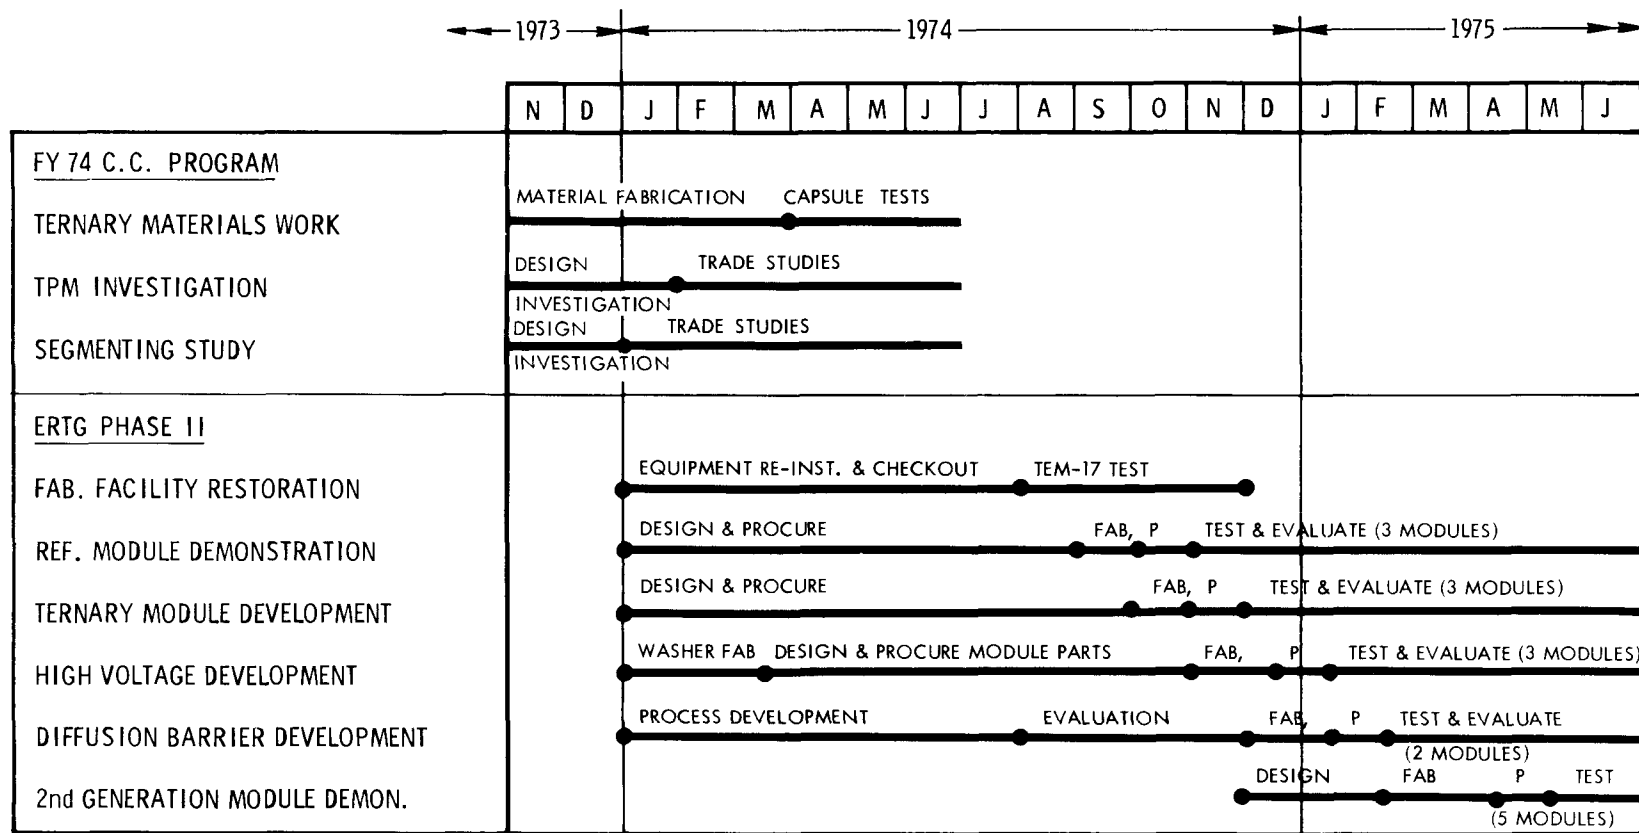 1973 1974 1975
N D J F M A M J J A S O N D J F M A M J
FY 74 C.C. PROGRAM
MATERIAL FABRICATION CAPSULE TESTS
TERNARY MATERIALS WORK
DESIGN TRADE STUDIES
TPM INVESTIGATION
INVESTIGATION
DESIGN TRADE STUDIES
SEGMENTING STUDY
INVESTIGATION
ERTG PHASE II
EQUIPMENT RE-INST. & CHECKOUT TEM-17 TEST
FAB. FACILITY RESTORATION
DESIGN & PROCURE FAB, P TEST & EVALUATE (3 MODULES)
REF. MODULE DEMONSTRATION
DESIGN & PROCURE FAB, P TEST & EVALUATE (3 MODULES)
TERNARY MODULE DEVELOPMENT
WASHER FAB DESIGN & PROCURE MODULE PARTS FAB, P TEST & EVALUATE (3 MODULES)
HIGH VOLTAGE DEVELOPMENT
PROCESS DEVELOPMENT EVALUATION FAB, P TEST & EVALUATE
DIFFUSION BARRIER DEVELOPMENT
(2 MODULES)
DESIGN FAB P TEST
2nd GENERATION MODULE DEMON.
(5 MODULES)